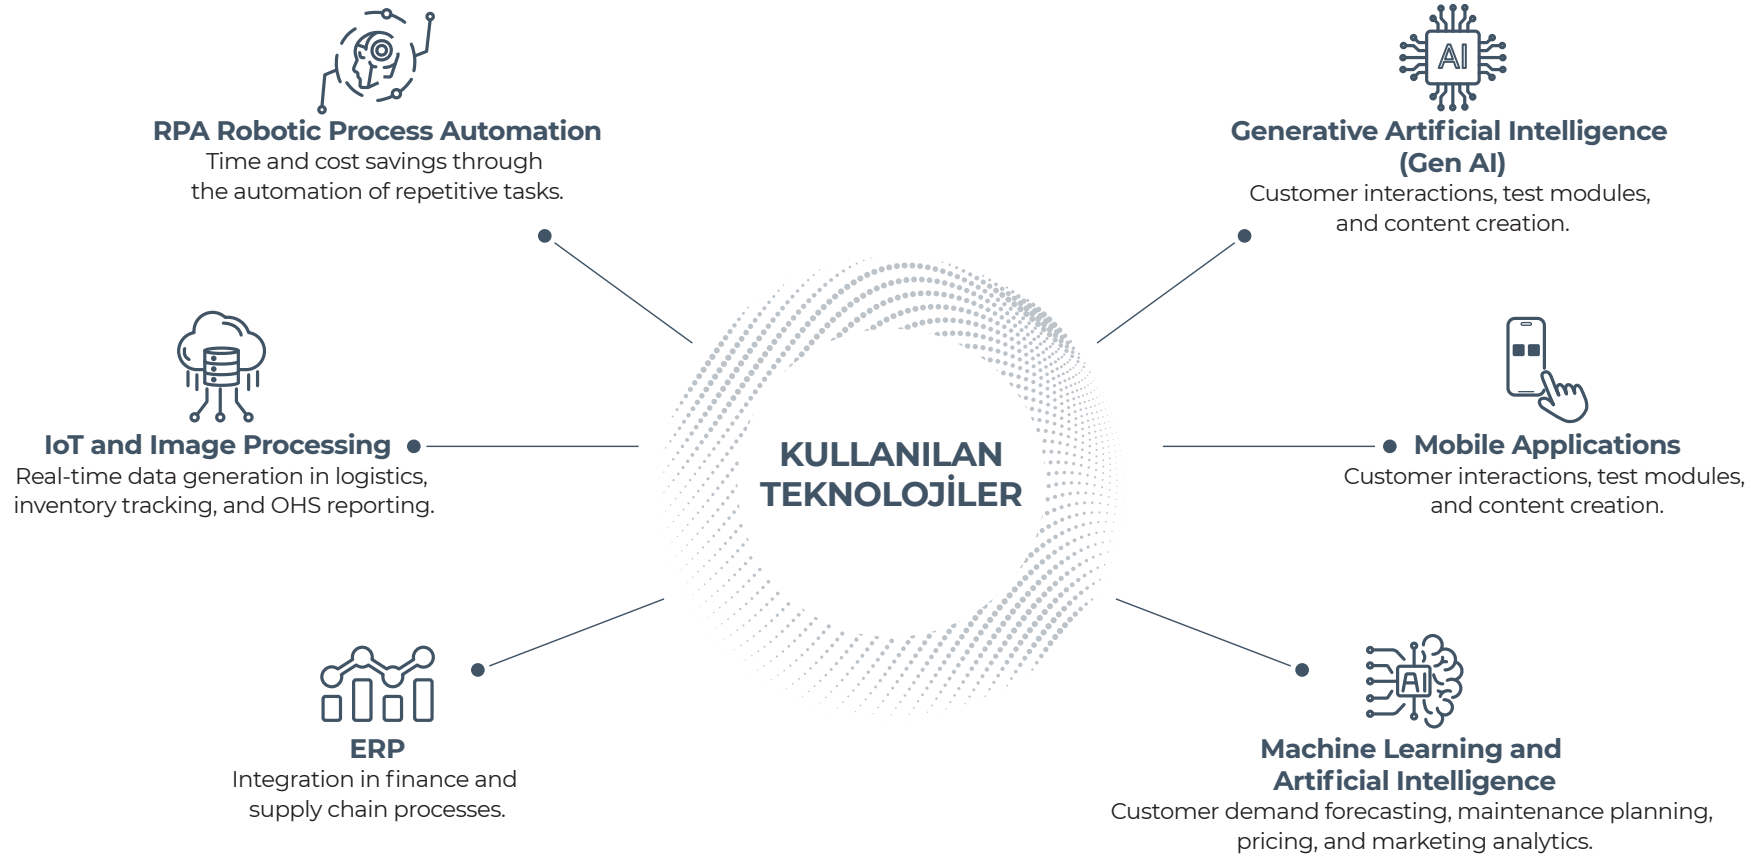 RPA Robotic Process Automation
Time and cost savings through
the automation of repetitive tasks.
AI
Generative Artificial Intelligence
(Gen AI)
Customer interactions, test modules,
and content creation.
IoT and Image Processing
Real-time data generation in logistics,
inventory tracking, and OHS reporting.
KULLANILAN
TEKNOLOJİLER
Mobile Applications
Customer interactions, test modules,
and content creation.
ERP
Integration in finance and
supply chain processes.
AI
Machine Learning and
Artificial Intelligence
Customer demand forecasting, maintenance planning,
pricing, and marketing analytics.